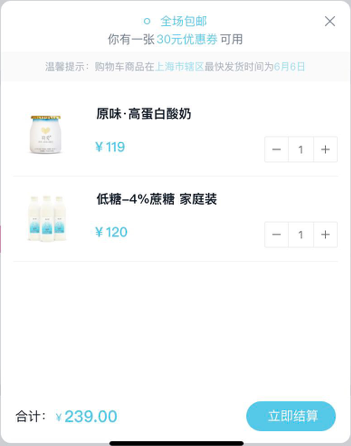 全场包邮
你有一张30元优惠券可用
温馨提示：购物车商品在上海市辖区最快发货时间为6月6日
原味·高蛋白酸奶
¥119
− 1 +
低糖–4%蔗糖 家庭装
¥120
− 1 +
合计： ¥239.00 立即结算